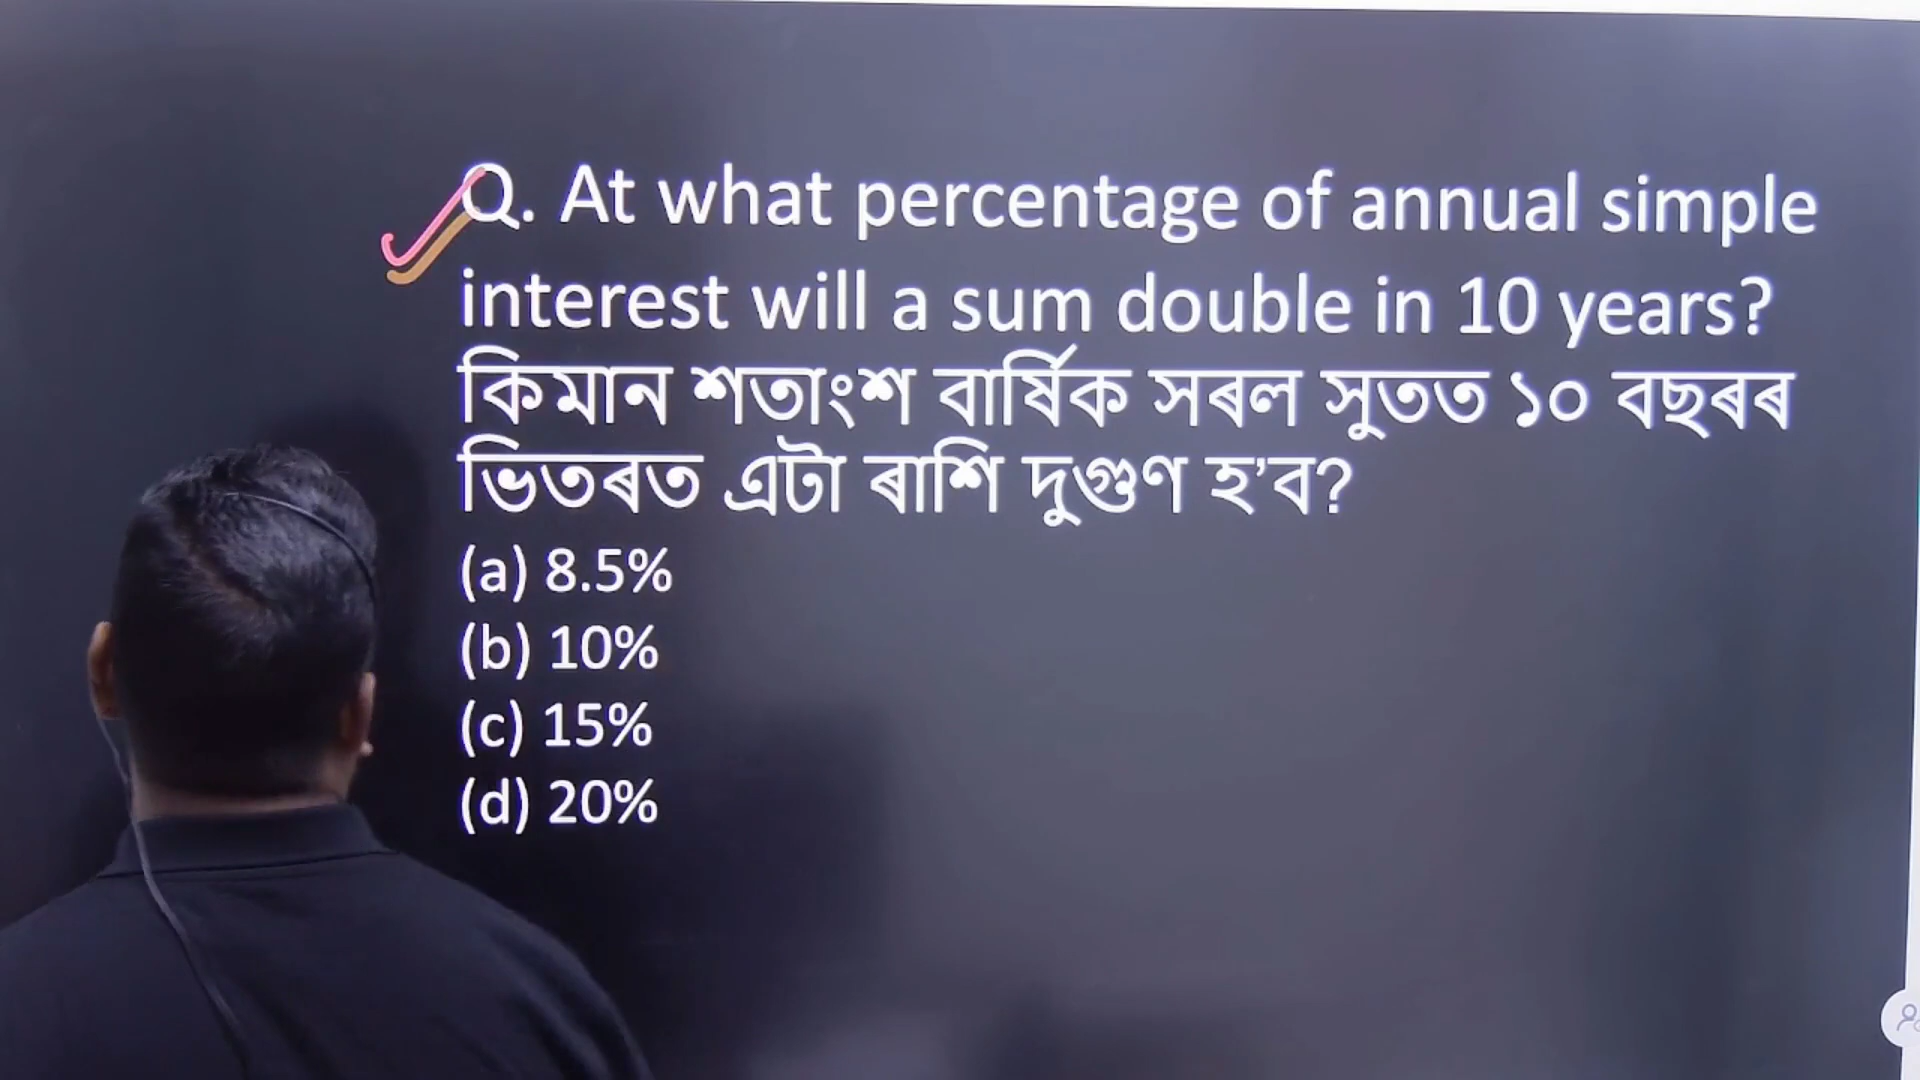 Q. At what percentage of annual simple
interest will a sum double in 10 years?
কিমান শতাংশ বাৰ্ষিক সৰল সুতত ১০ বছৰৰ
ভিতৰত এটা ৰাশি দুগুণ হ’ব?
(a) 8.5%
(b) 10%
(c) 15%
(d) 20%